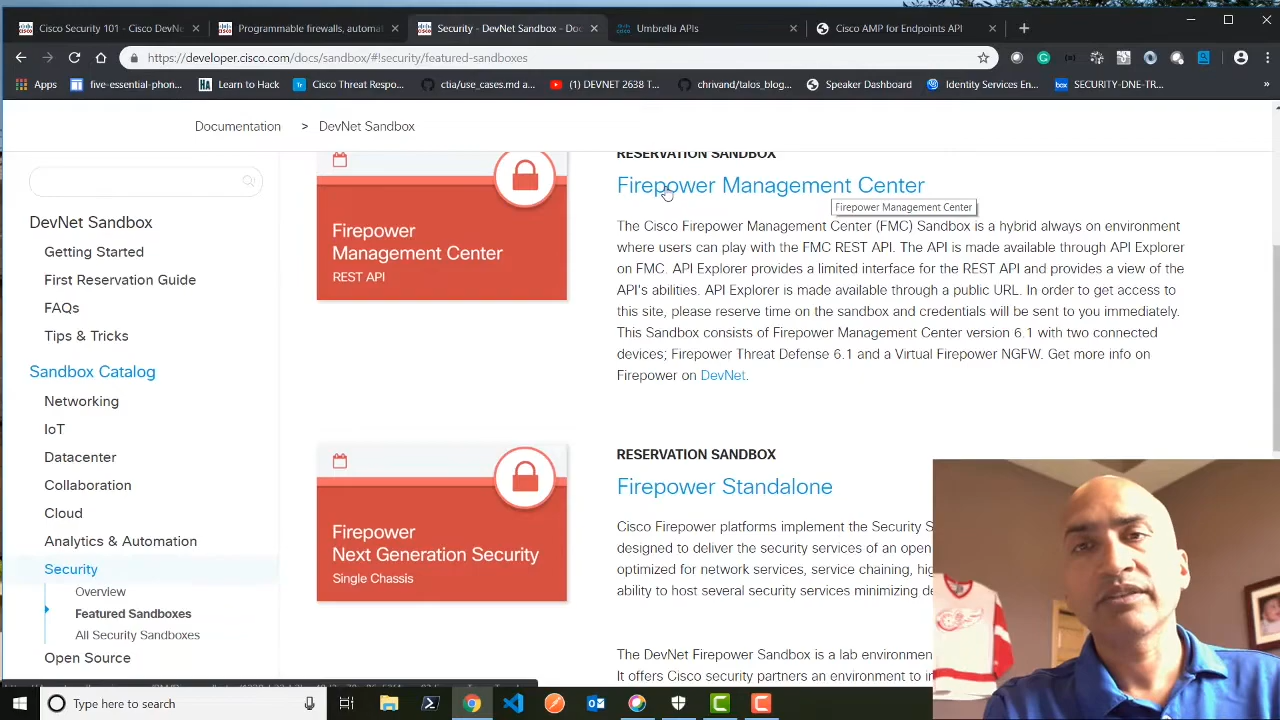 Cisco Security 101 - Cisco DevNe
Programmable firewalls, automat
Security - DevNet Sandbox - Doc
Umbrella APIs
Cisco AMP for Endpoints API
https://developer.cisco.com/docs/sandbox/#!security/featured-sandboxes
Apps
five-essential-phon...
HA
Learn to Hack
Tr
Cisco Threat Respo...
ctia/use_cases.md a...
(1) DEVNET 2638 T...
chrivand/talos_blog...
Speaker Dashboard
Identity Services En...
box
SECURITY-DNE-TR...
»
Documentation > DevNet Sandbox
DevNet Sandbox
Getting Started
First Reservation Guide
FAQs
Tips & Tricks
Sandbox Catalog
Networking
IoT
Datacenter
Collaboration
Cloud
Analytics & Automation
Security
Overview
Featured Sandboxes
All Security Sandboxes
Open Source
Firepower
Management Center
REST API
RESERVATION SANDBOX
Firepower Management Center
Firepower Management Center
The Cisco Firepower Management Center (FMC) Sandbox is a hybrid always on environment
where users can play with the FMC REST API. The API is made available through API Explorer
on FMC. API Explorer provides a limited interface for the REST API and provides a view of the
API's abilities. API Explorer is made available through a public URL. In order to get access to
this site, please reserve time on the sandbox and credentials will be sent to you immediately.
This Sandbox consists of Firepower Management Center version 6.1 with two connected
devices; Firepower Threat Defense 6.1 and a Virtual Firepower NGFW. Get more info on
Firepower on DevNet.
Firepower
Next Generation Security
Single Chassis
RESERVATION SANDBOX
Firepower Standalone
Cisco Firepower platforms implement the Security S
designed to deliver the security services of an open
optimized for network services, service chaining, hig
ability to host several security services minimizing de
The DevNet Firepower Sandbox is a lab environmen
It offers Cisco security partners an environment to in
Type here to search